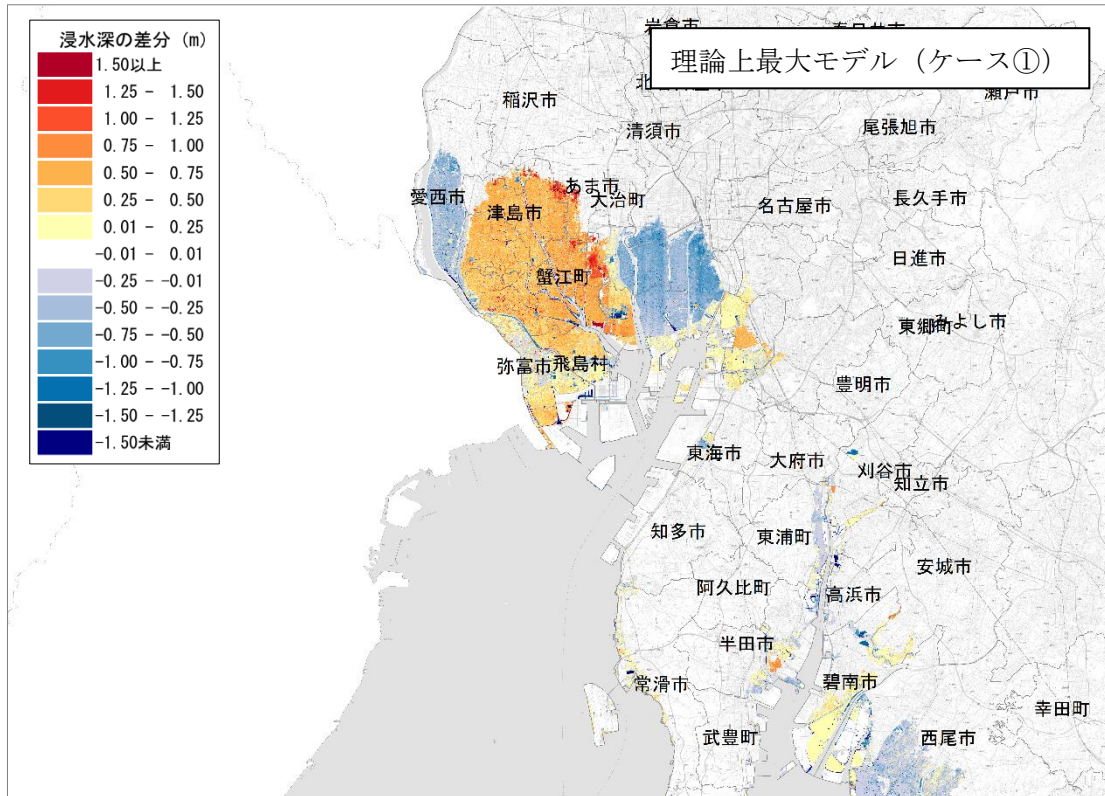 浸水深の差分 (m)
1.50以上
1.25 - 1.50
1.00 - 1.25
0.75 - 1.00
0.50 - 0.75
0.25 - 0.50
0.01 - 0.25
-0.01 - 0.01
-0.25 - -0.01
-0.50 - -0.25
-0.75 - -0.50
-1.00 - -0.75
-1.25 - -1.00
-1.50 - -1.25
-1.50未満
理論上最大モデル（ケース①）
岩倉市
稲沢市
清須市
尾張旭市
瀬戸市
愛西市
津島市
あま市
大治町
名古屋市
長久手市
日進市
蟹江町
東郷町
みよし市
弥富市
飛島村
豊明市
東海市
大府市
刈谷市
知立市
知多市
東浦町
安城市
阿久比町
高浜市
半田市
常滑市
碧南市
武豊町
西尾市
幸田町